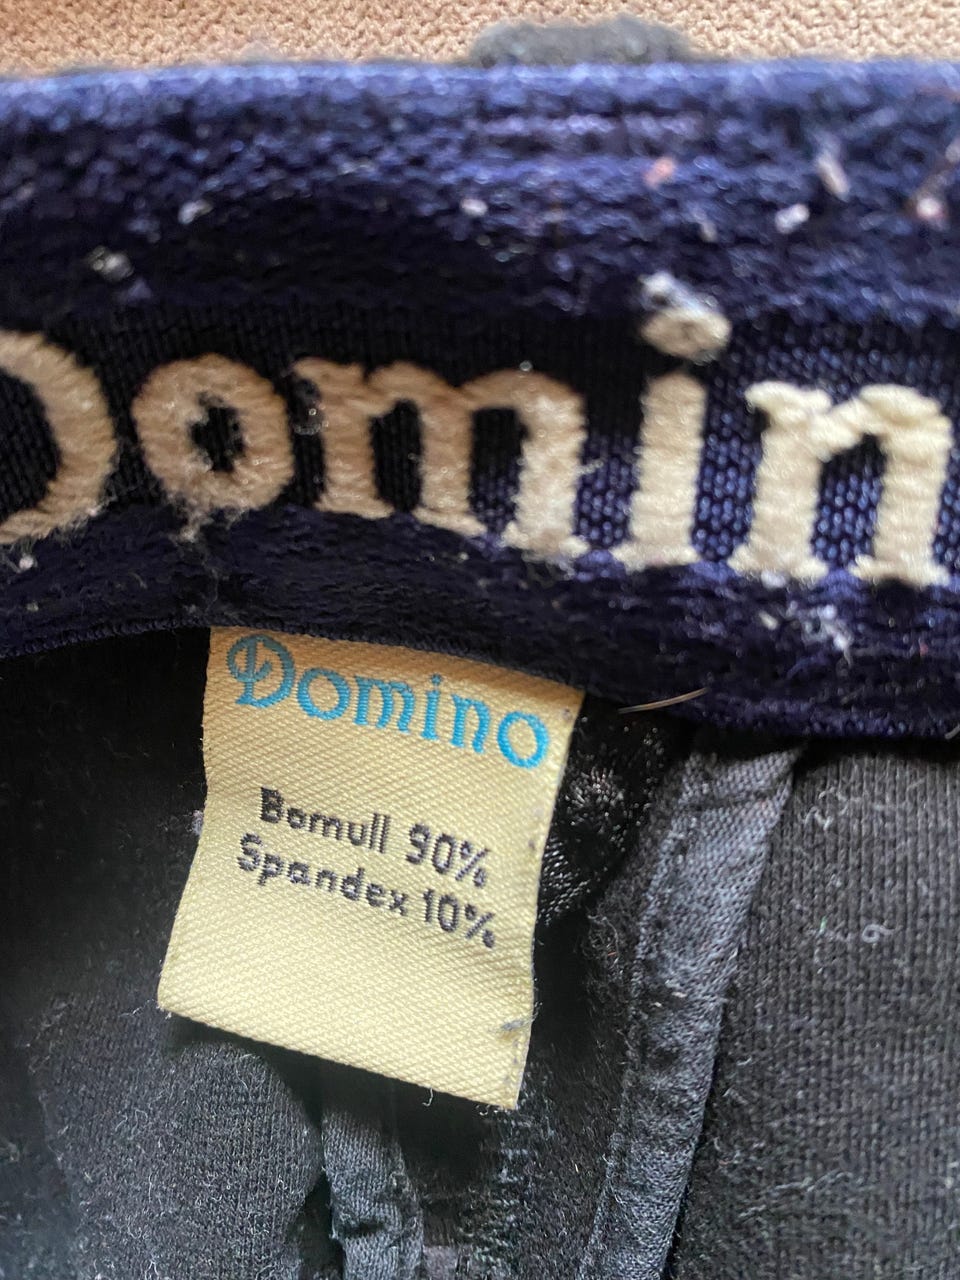 Domin
Domino
Bomull 90%
Spandex 10%